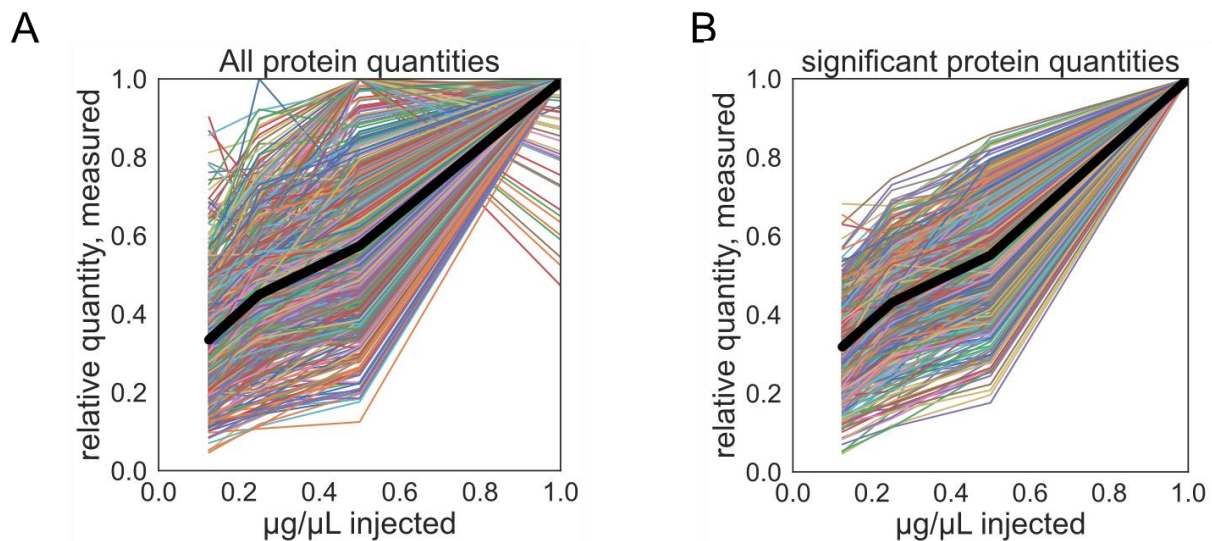 A
All protein quantities
relative quantity, measured
1.0
0.8
0.6
0.4
0.2
0.0
0.0 0.2 0.4 0.6 0.8 1.0
µg/µL injected
B
significant protein quantities
relative quantity, measured
1.0
0.8
0.6
0.4
0.2
0.0
0.0 0.2 0.4 0.6 0.8 1.0
µg/µL injected